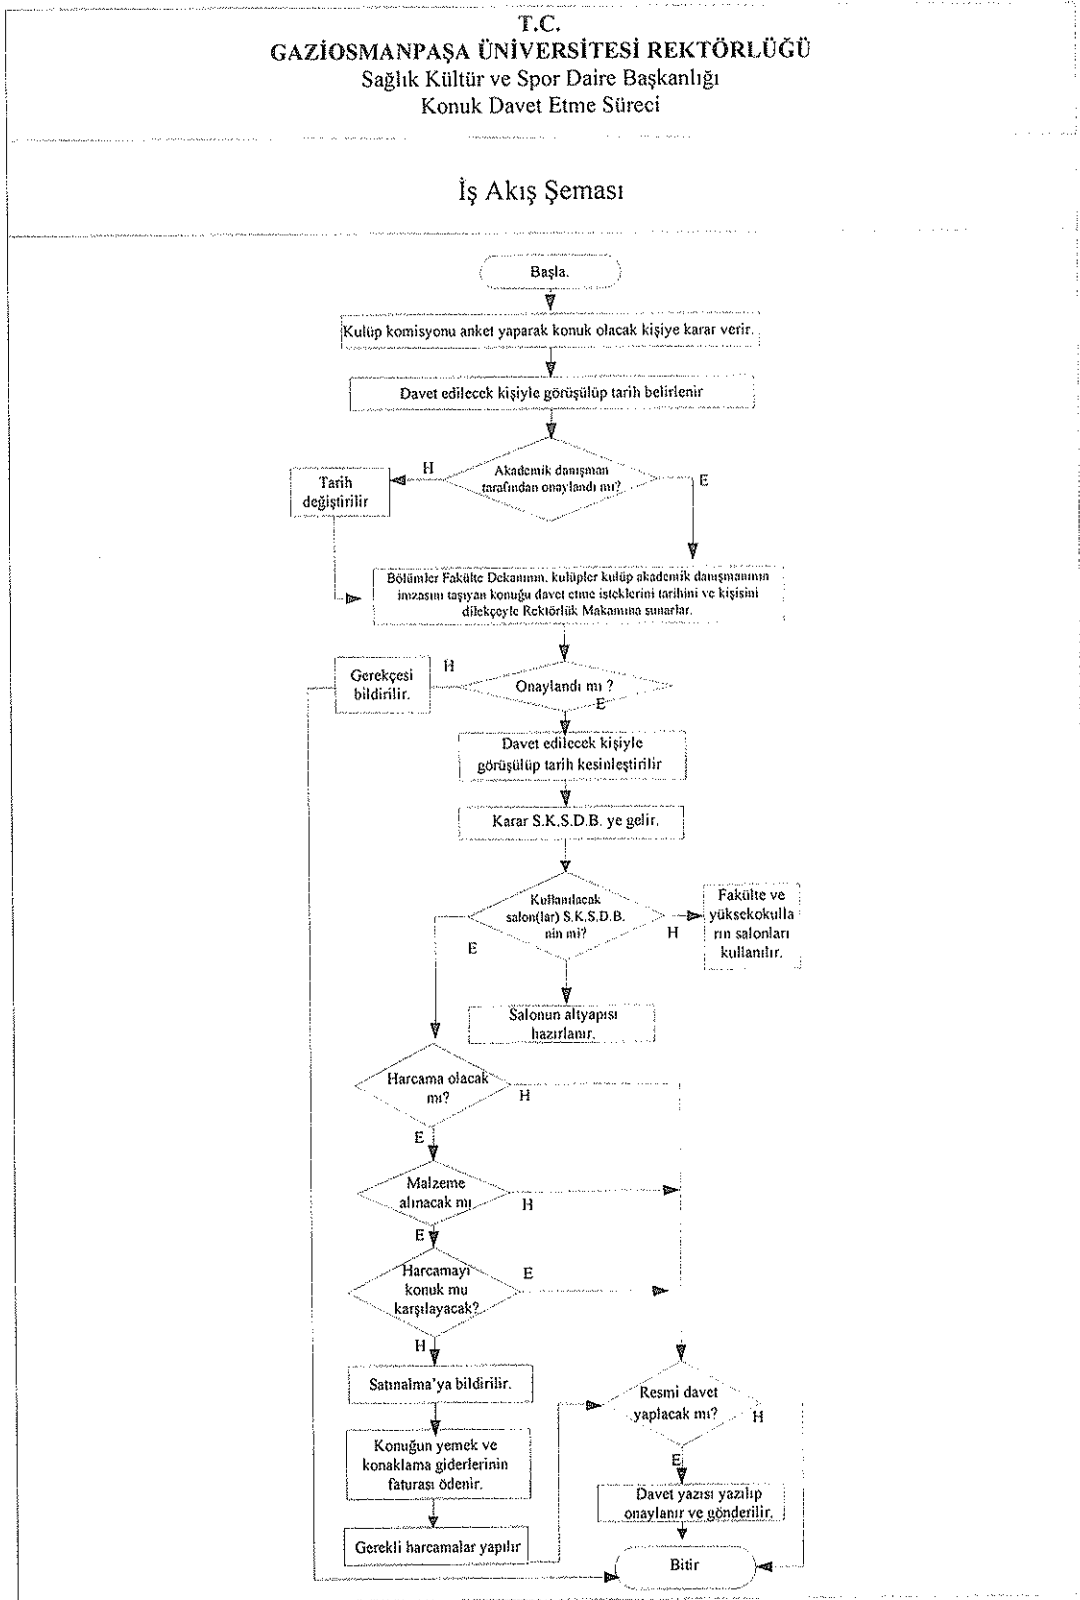 T.C.
GAZİOSMANPAŞA ÜNİVERSİTESİ REKTÖRLÜĞÜ
Sağlık Kültür ve Spor Daire Başkanlığı
Konuk Davet Etme Süreci
İş Akış Şeması
Başla.
Kulüp komisyonu anket yaparak konuk olacak kişiye karar verir.
Davet edilecek kişiyle görüşülüp tarih belirlenir
Akademik danışman
tarafından onaylandı mı?
H
E
Tarih
değiştirilir
Bölümler Fakülte Dekanının, kulüpler kulüp akademik danışmanının
imzasını taşıyan konuğu davet etme isteklerini tarihini ve kişisini
dilekçeyle Rektörlük Makamına sunarlar.
Onaylandı mı ?
H
E
Gerekçesi
bildirilir.
Davet edilecek kişiyle
görüşülüp tarih kesinleştirilir
Karar S.K.S.D.B. ye gelir.
Kullanılacak
salon(lar) S.K.S.D.B.
nin mi?
E
H
Fakülte ve
yüksekokulla
rın salonları
kullanılır.
Salonun altyapısı
hazırlanır.
Harcama olacak
mı?
H
E
Malzeme
alınacak mı
H
E
Harcamayı
konuk mu
karşılayacak?
E
H
Satınalma'ya bildirilir.
Konuğun yemek ve
konaklama giderlerinin
faturası ödenir.
Gerekli harcamalar yapılır
Resmi davet
yaplacak mı?
H
E
Davet yazısı yazılıp
onaylanır ve gönderilir.
Bitir